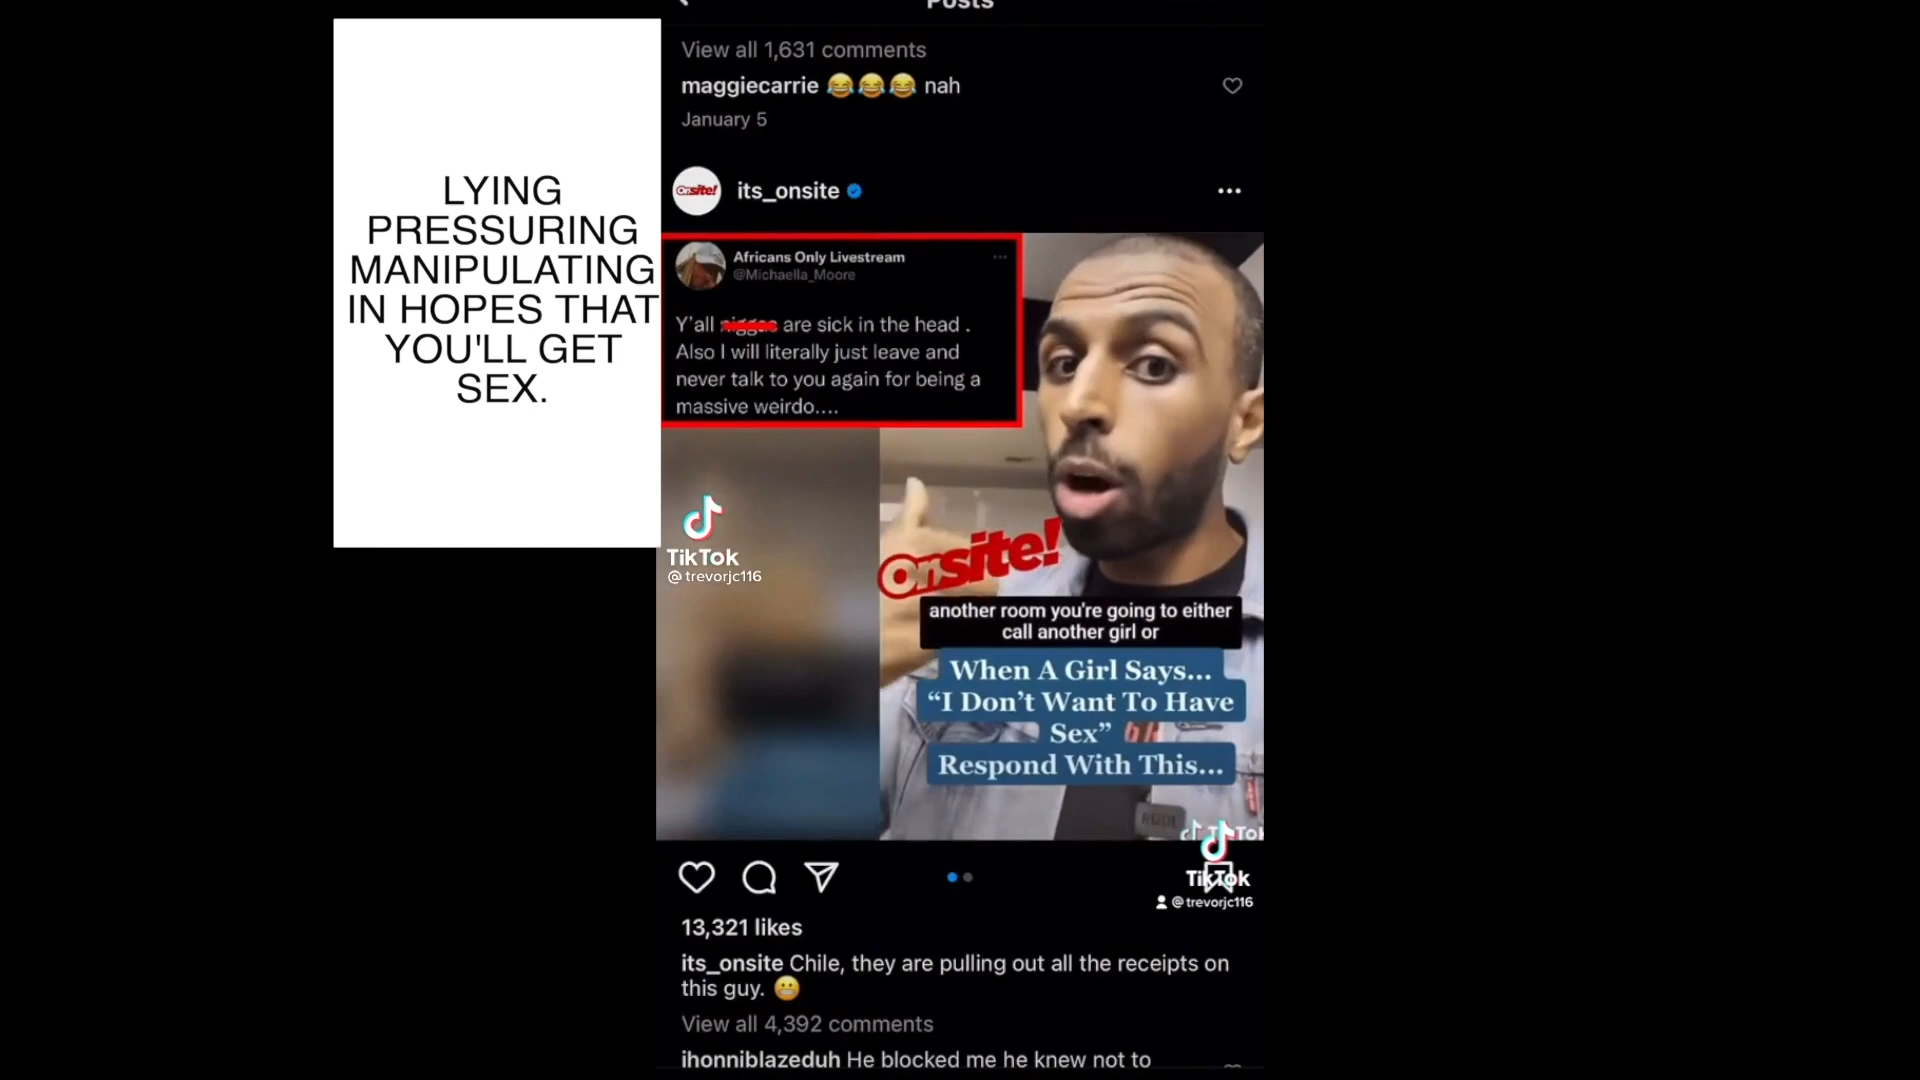 Posts
View all 1,631 comments
maggiecarrie 😂😂😂 nah
January 5
LYING
PRESSURING
MANIPULATING
IN HOPES THAT
YOU'LL GET
SEX.
Onsite!
its_onsite
Africans Only Livestream
@Michaella_Moore
Y'all niggas are sick in the head .
Also I will literally just leave and
never talk to you again for being a
massive weirdo....
TikTok
@trevorjc116
Onsite!
another room you're going to either
call another girl or
When A Girl Says...
“I Don’t Want To Have
Sex”
Respond With This...
RODE
TikTok
TikTok
@trevorjc116
13,321 likes
its_onsite Chile, they are pulling out all the receipts on
this guy. 😬
View all 4,392 comments
ihonniblazeduh He blocked me he knew not to